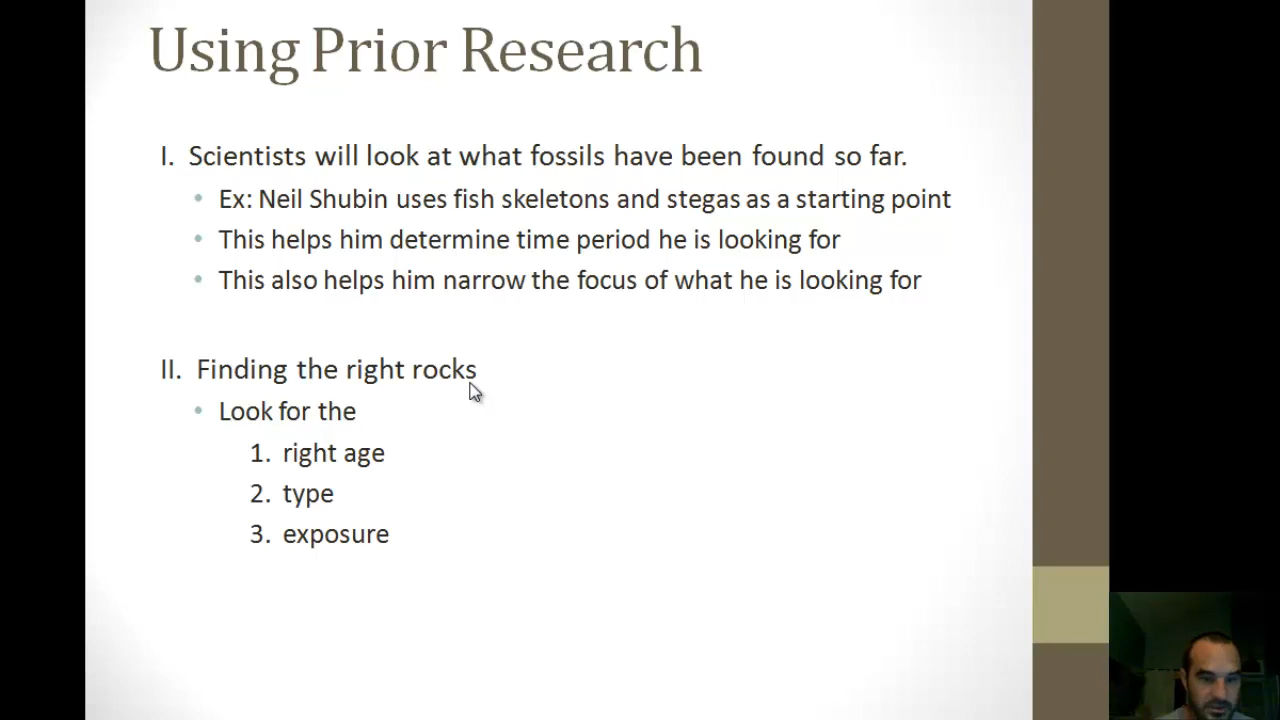 Using Prior Research
I. Scientists will look at what fossils have been found so far.
• Ex: Neil Shubin uses fish skeletons and stegas as a starting point
• This helps him determine time period he is looking for
• This also helps him narrow the focus of what he is looking for
II. Finding the right rocks
• Look for the
1. right age
2. type
3. exposure